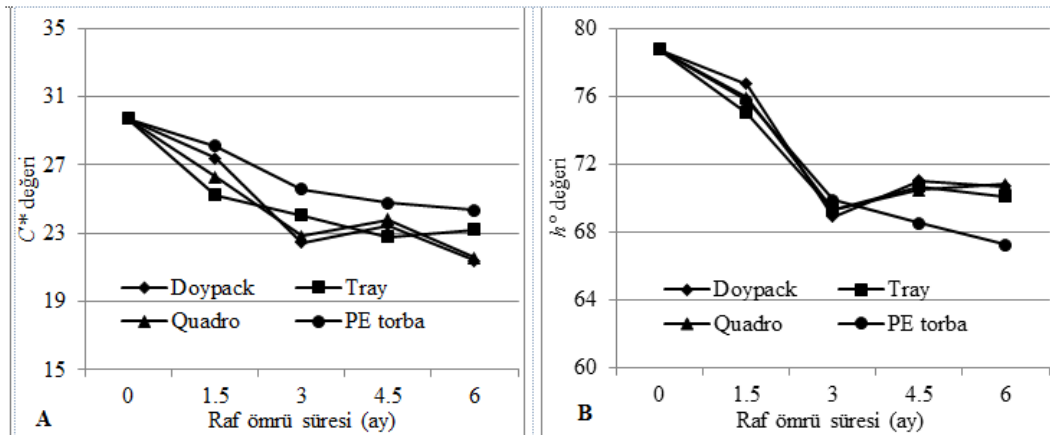 35
31
27
23
19
15
C* değeri
Doypack
Tray
Quadro
PE torba
0 1.5 3 4.5 6
A
Raf ömrü süresi (ay)
80
76
72
68
64
60
h° değeri
Doypack
Tray
Quadro
PE torba
0 1.5 3 4.5 6
B
Raf ömrü süresi (ay)